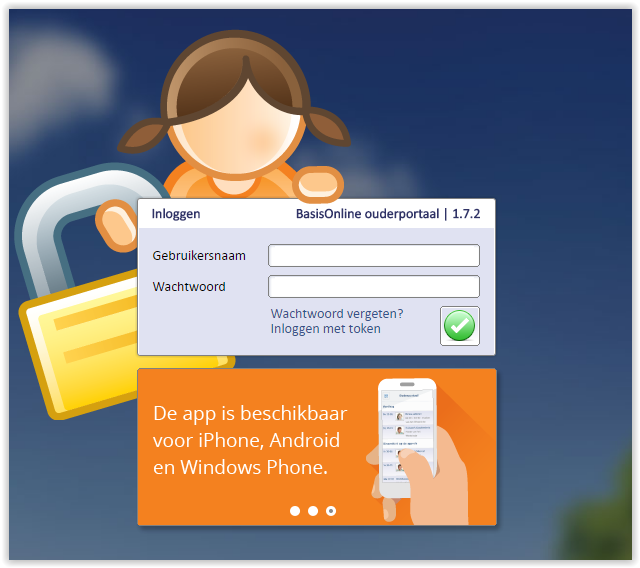 Inloggen
BasisOnline ouderportaal | 1.7.2
Gebruikersnaam
Wachtwoord
Wachtwoord vergeten?
Inloggen met token
De app is beschikbaar
voor iPhone, Android
en Windows Phone.